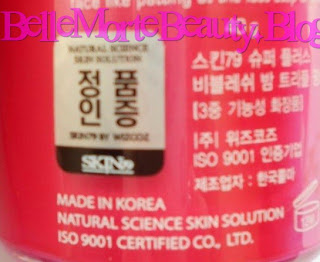 BelleMorteBeauty, Blog
NATURAL SCIENCE
SKIN SOLUTION
정품
인증
SKIN79 BY WIZCOZ
SKIN79
스킨79 슈퍼 플러스
비블레쉬 밤 트리플
[3중 기능성 화장품]
(주) 위즈코즈
ISO 9001 인증기업
제조업자 : 한국콜마
MADE IN KOREA
NATURAL SCIENCE SKIN SOLUTION
ISO 9001 CERTIFIED CO., LTD.
12M